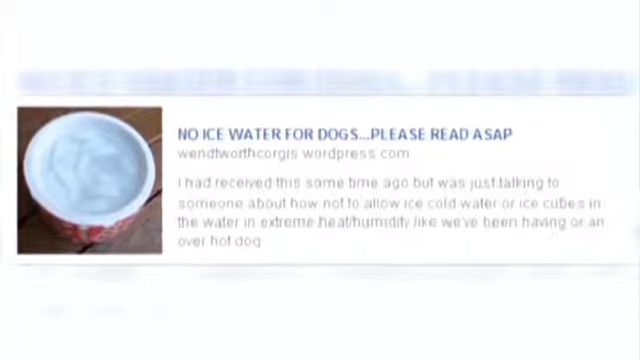 NO ICE WATER FOR DOGS...PLEASE READ ASAP
wendtworthcorgis wordpress com
I had received this some time ago but was just talking to
someone about how not to allow ice cold water or ice cubes in
the water in extreme heat/humidity like we've been having or an
over hot dog